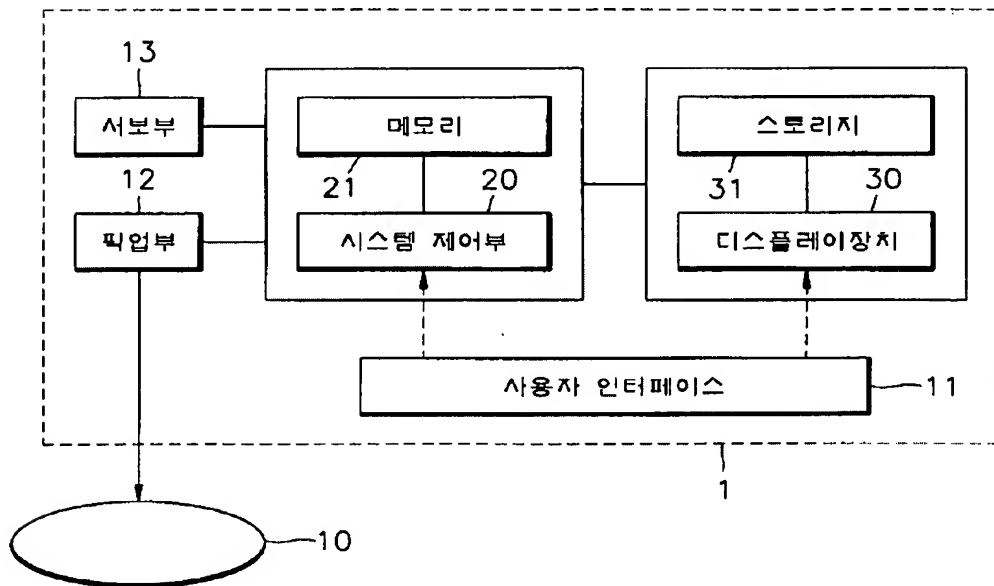 13
서보부
메모리
스토리지
12
21
20
31
30
픽업부
시스템 제어부
디스플레이장치
사용자 인터페이스
11
1
10